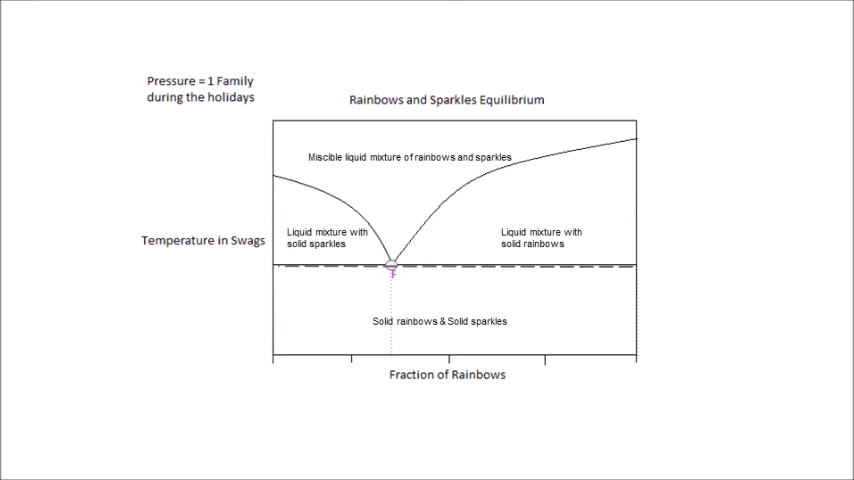 Pressure = 1 Family
during the holidays
Rainbows and Sparkles Equilibrium
Miscible liquid mixture of rainbows and sparkles
Liquid mixture with
solid sparkles
Liquid mixture with
solid rainbows
Temperature in Swags
F
Solid rainbows & Solid sparkles
Fraction of Rainbows